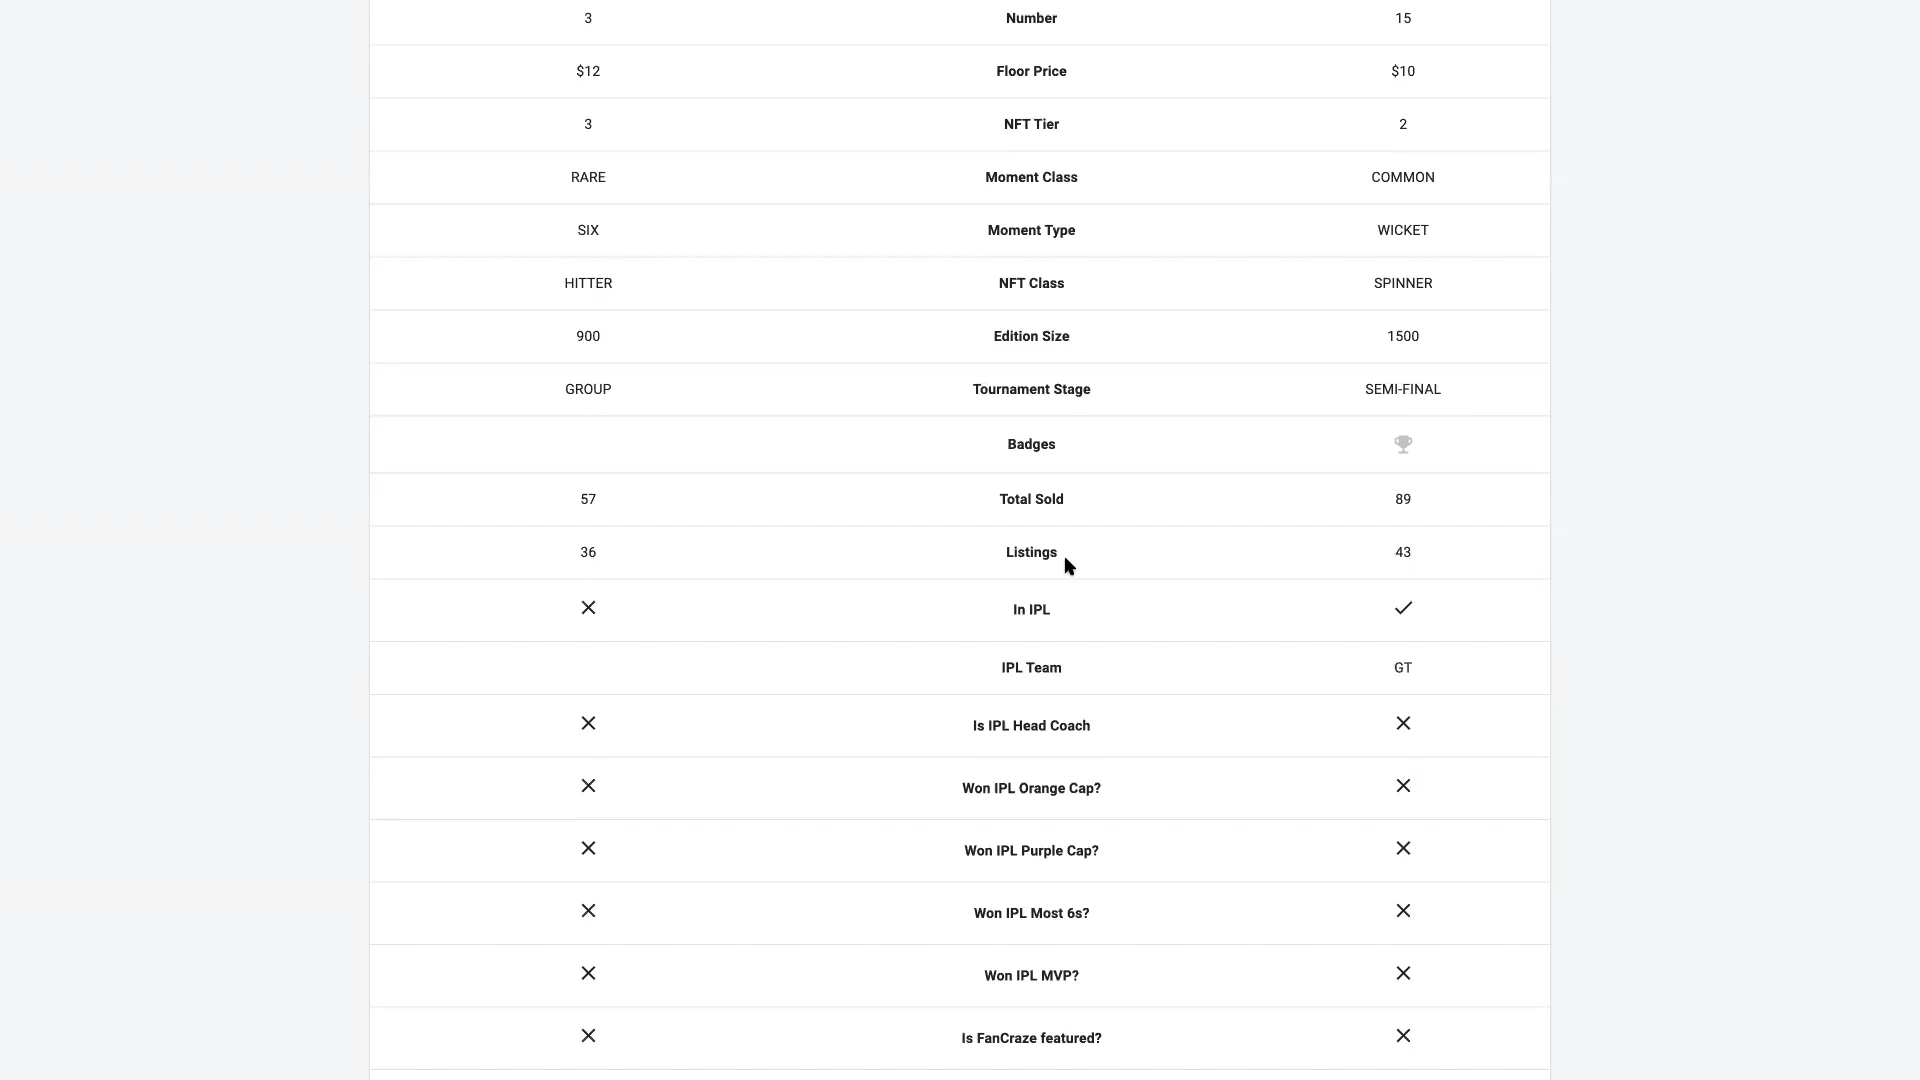 3 Number 15
$12 Floor Price $10
3 NFT Tier 2
RARE Moment Class COMMON
SIX Moment Type WICKET
HITTER NFT Class SPINNER
900 Edition Size 1500
GROUP Tournament Stage SEMI-FINAL
Badges
57 Total Sold 89
36 Listings 43
In IPL
IPL Team GT
Is IPL Head Coach
Won IPL Orange Cap?
Won IPL Purple Cap?
Won IPL Most 6s?
Won IPL MVP?
Is FanCraze featured?